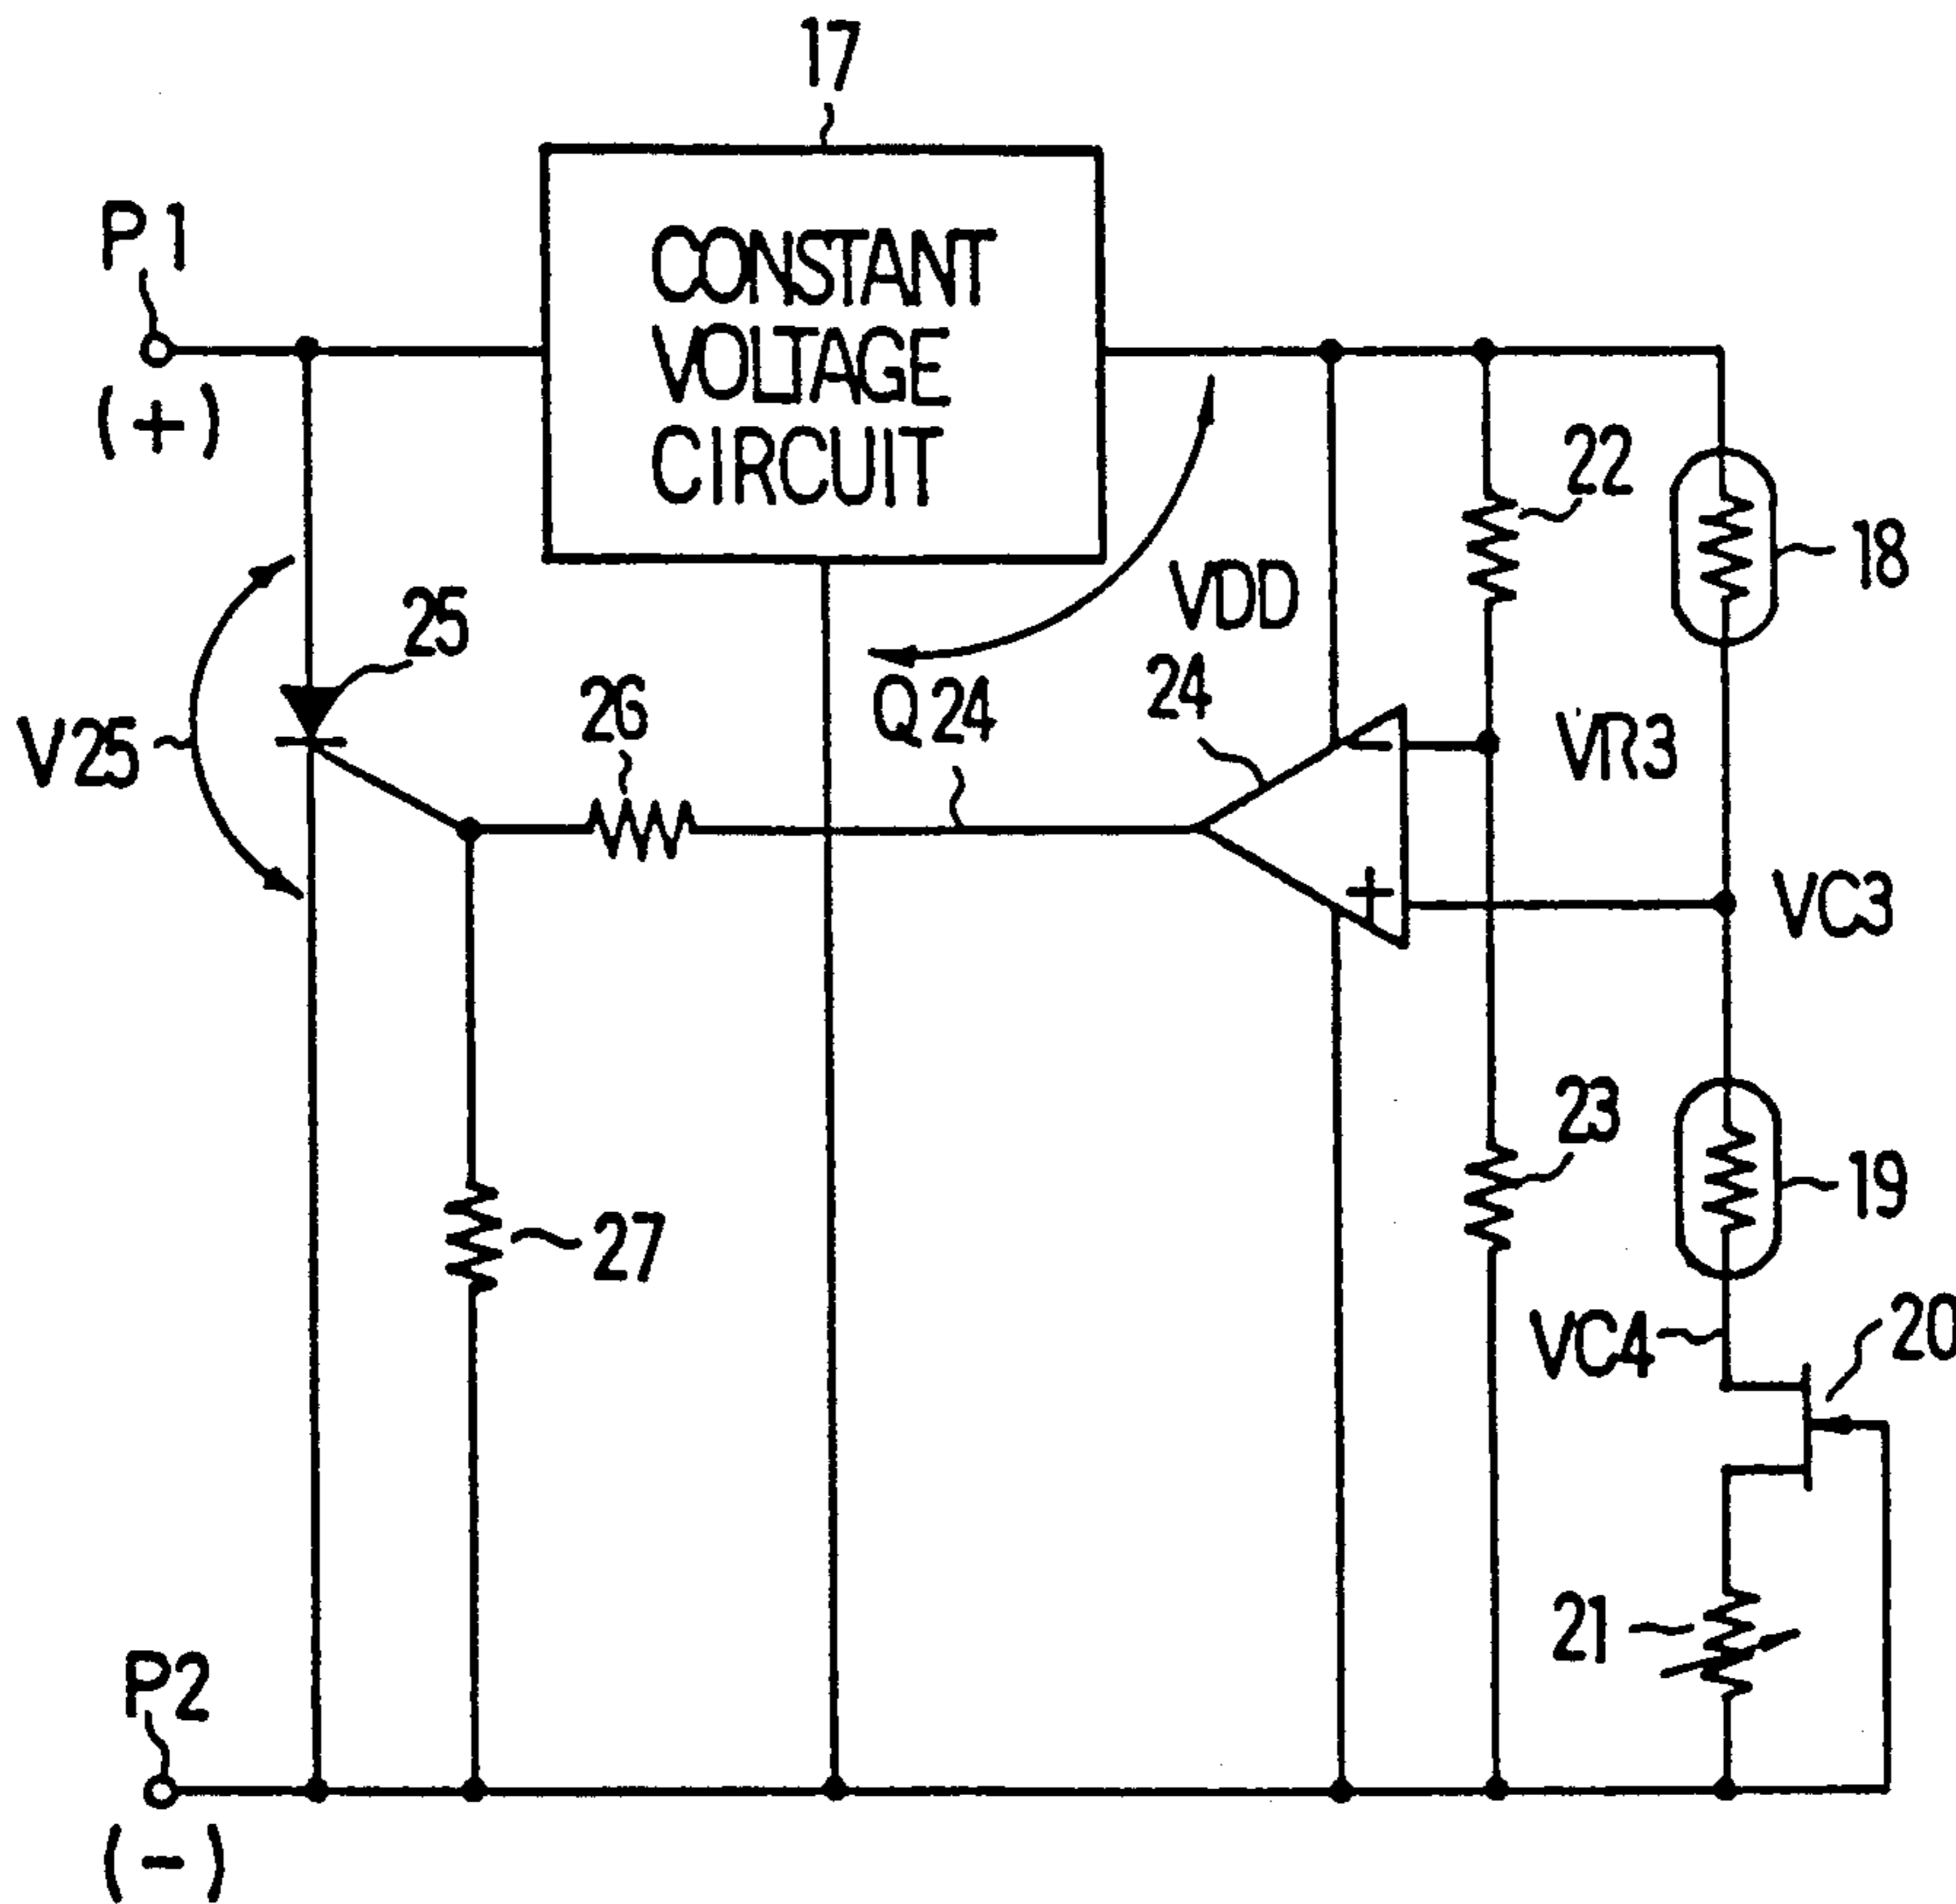 17
P1
(+)
CONSTANT
VOLTAGE
CIRCUIT
22
18
VDD
25
26
Q24
24
V25
VR3
VC3
23
19
27
VC4
20
21
P2
(-)